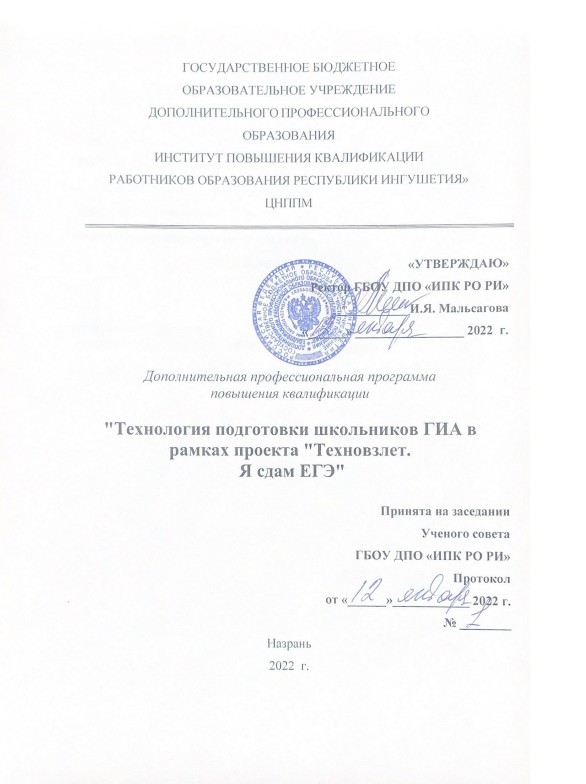 ГОСУДАРСТВЕННОЕ БЮДЖЕТНОЕ
ОБРАЗОВАТЕЛЬНОЕ УЧРЕЖДЕНИЕ
ДОПОЛНИТЕЛЬНОГО ПРОФЕССИОНАЛЬНОГО
ОБРАЗОВАНИЯ
ИНСТИТУТ ПОВЫШЕНИЯ КВАЛИФИКАЦИИ
РАБОТНИКОВ ОБРАЗОВАНИЯ РЕСПУБЛИКИ ИНГУШЕТИЯ»
ЦНППМ
«УТВЕРЖДАЮ»
Ректор ГБОУ ДПО «ИПК РО РИ»
И.Я. Мальсагова
января 2022 г.
Дополнительная профессиональная программа
повышения квалификации
"Технология подготовки школьников ГИА в
рамках проекта "Техновзлет.
Я сдам ЕГЭ"
Принята на заседании
Ученого совета
ГБОУ ДПО «ИПК РО РИ»
Протокол
от «12» января 2022 г.
№ 1
Назрань
2022 г.